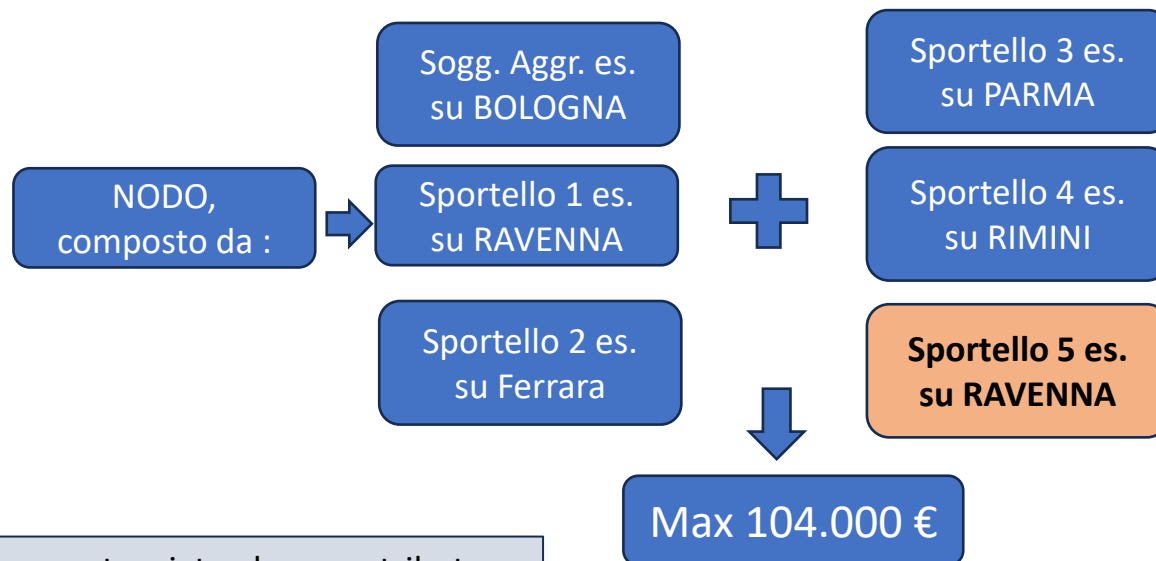 NODO,
composto da :
Sogg. Aggr. es.
su BOLOGNA
Sportello 1 es.
su RAVENNA
Sportello 2 es.
su Ferrara
Sportello 3 es.
su PARMA
Sportello 4 es.
su RIMINI
Sportello 5 es.
su RAVENNA
Max 104.000 €